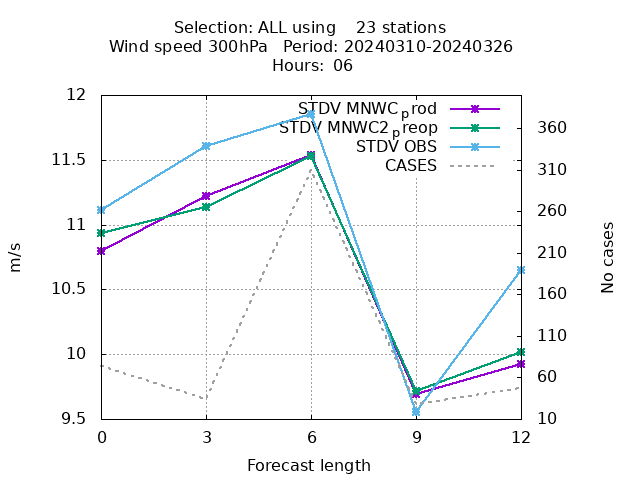 Selection: ALL using    23 stations
Wind speed 300hPa   Period: 20240310-20240326
Hours:  06
STDV MNWC_prod
STDV MNWC2_preop
STDV OBS
CASES
12
11.5
11
10.5
10
9.5
m/s
360
310
260
210
160
110
60
10
No cases
0 3 6 9 12
Forecast length